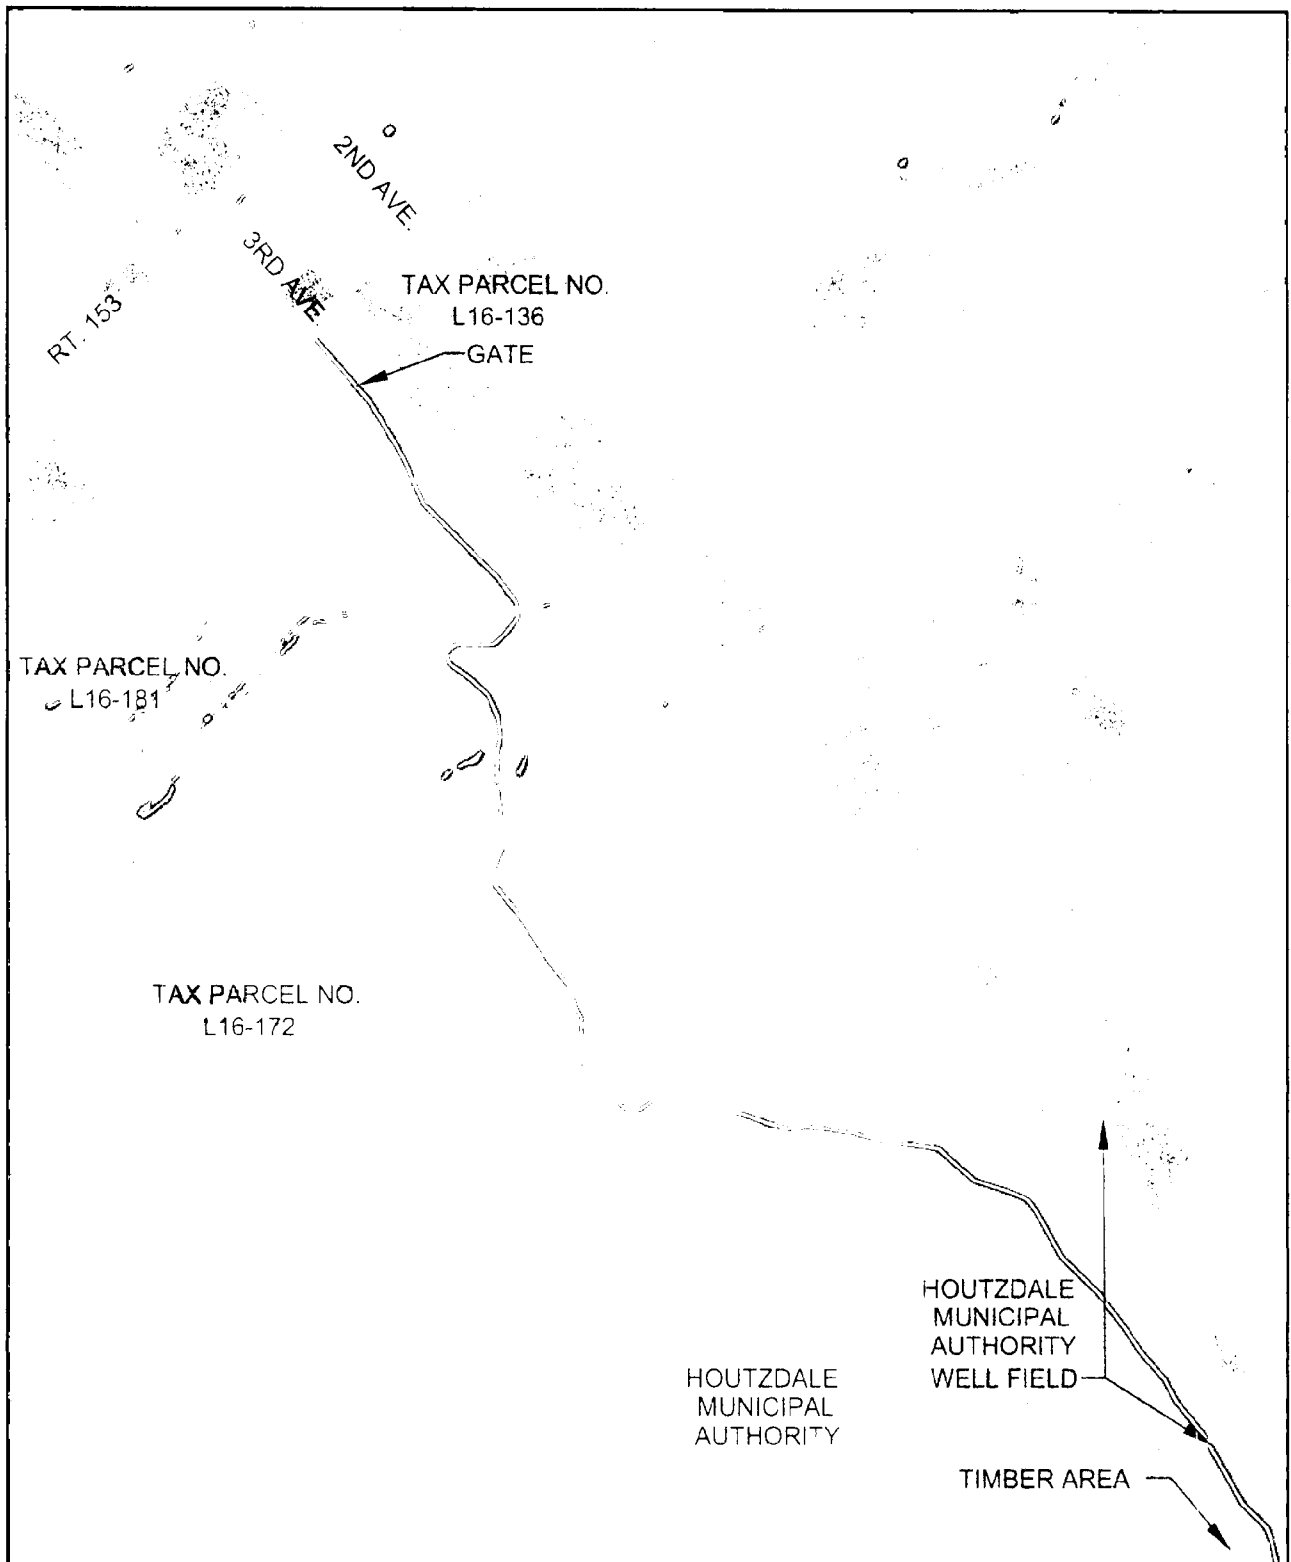 2ND AVE.
3RD AVE
RT. 153
TAX PARCEL NO.
L16-136
GATE
TAX PARCEL NO.
L16-181
TAX PARCEL NO.
L16-172
HOUTZDALE
MUNICIPAL
AUTHORITY
WELL FIELD
HOUTZDALE
MUNICIPAL
AUTHORITY
TIMBER AREA